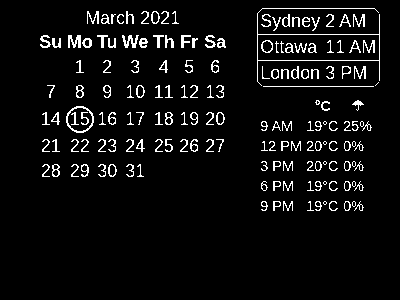 March 2021
Su Mo Tu We Th Fr Sa
1 2 3 4 5 6
7 8 9 10 11 12 13
14 15 16 17 18 19 20
21 22 23 24 25 26 27
28 29 30 31
Sydney 2 AM
Ottawa 11 AM
London 3 PM
°C ☂
9 AM 19°C 25%
12 PM 20°C 0%
3 PM 20°C 0%
6 PM 19°C 0%
9 PM 19°C 0%